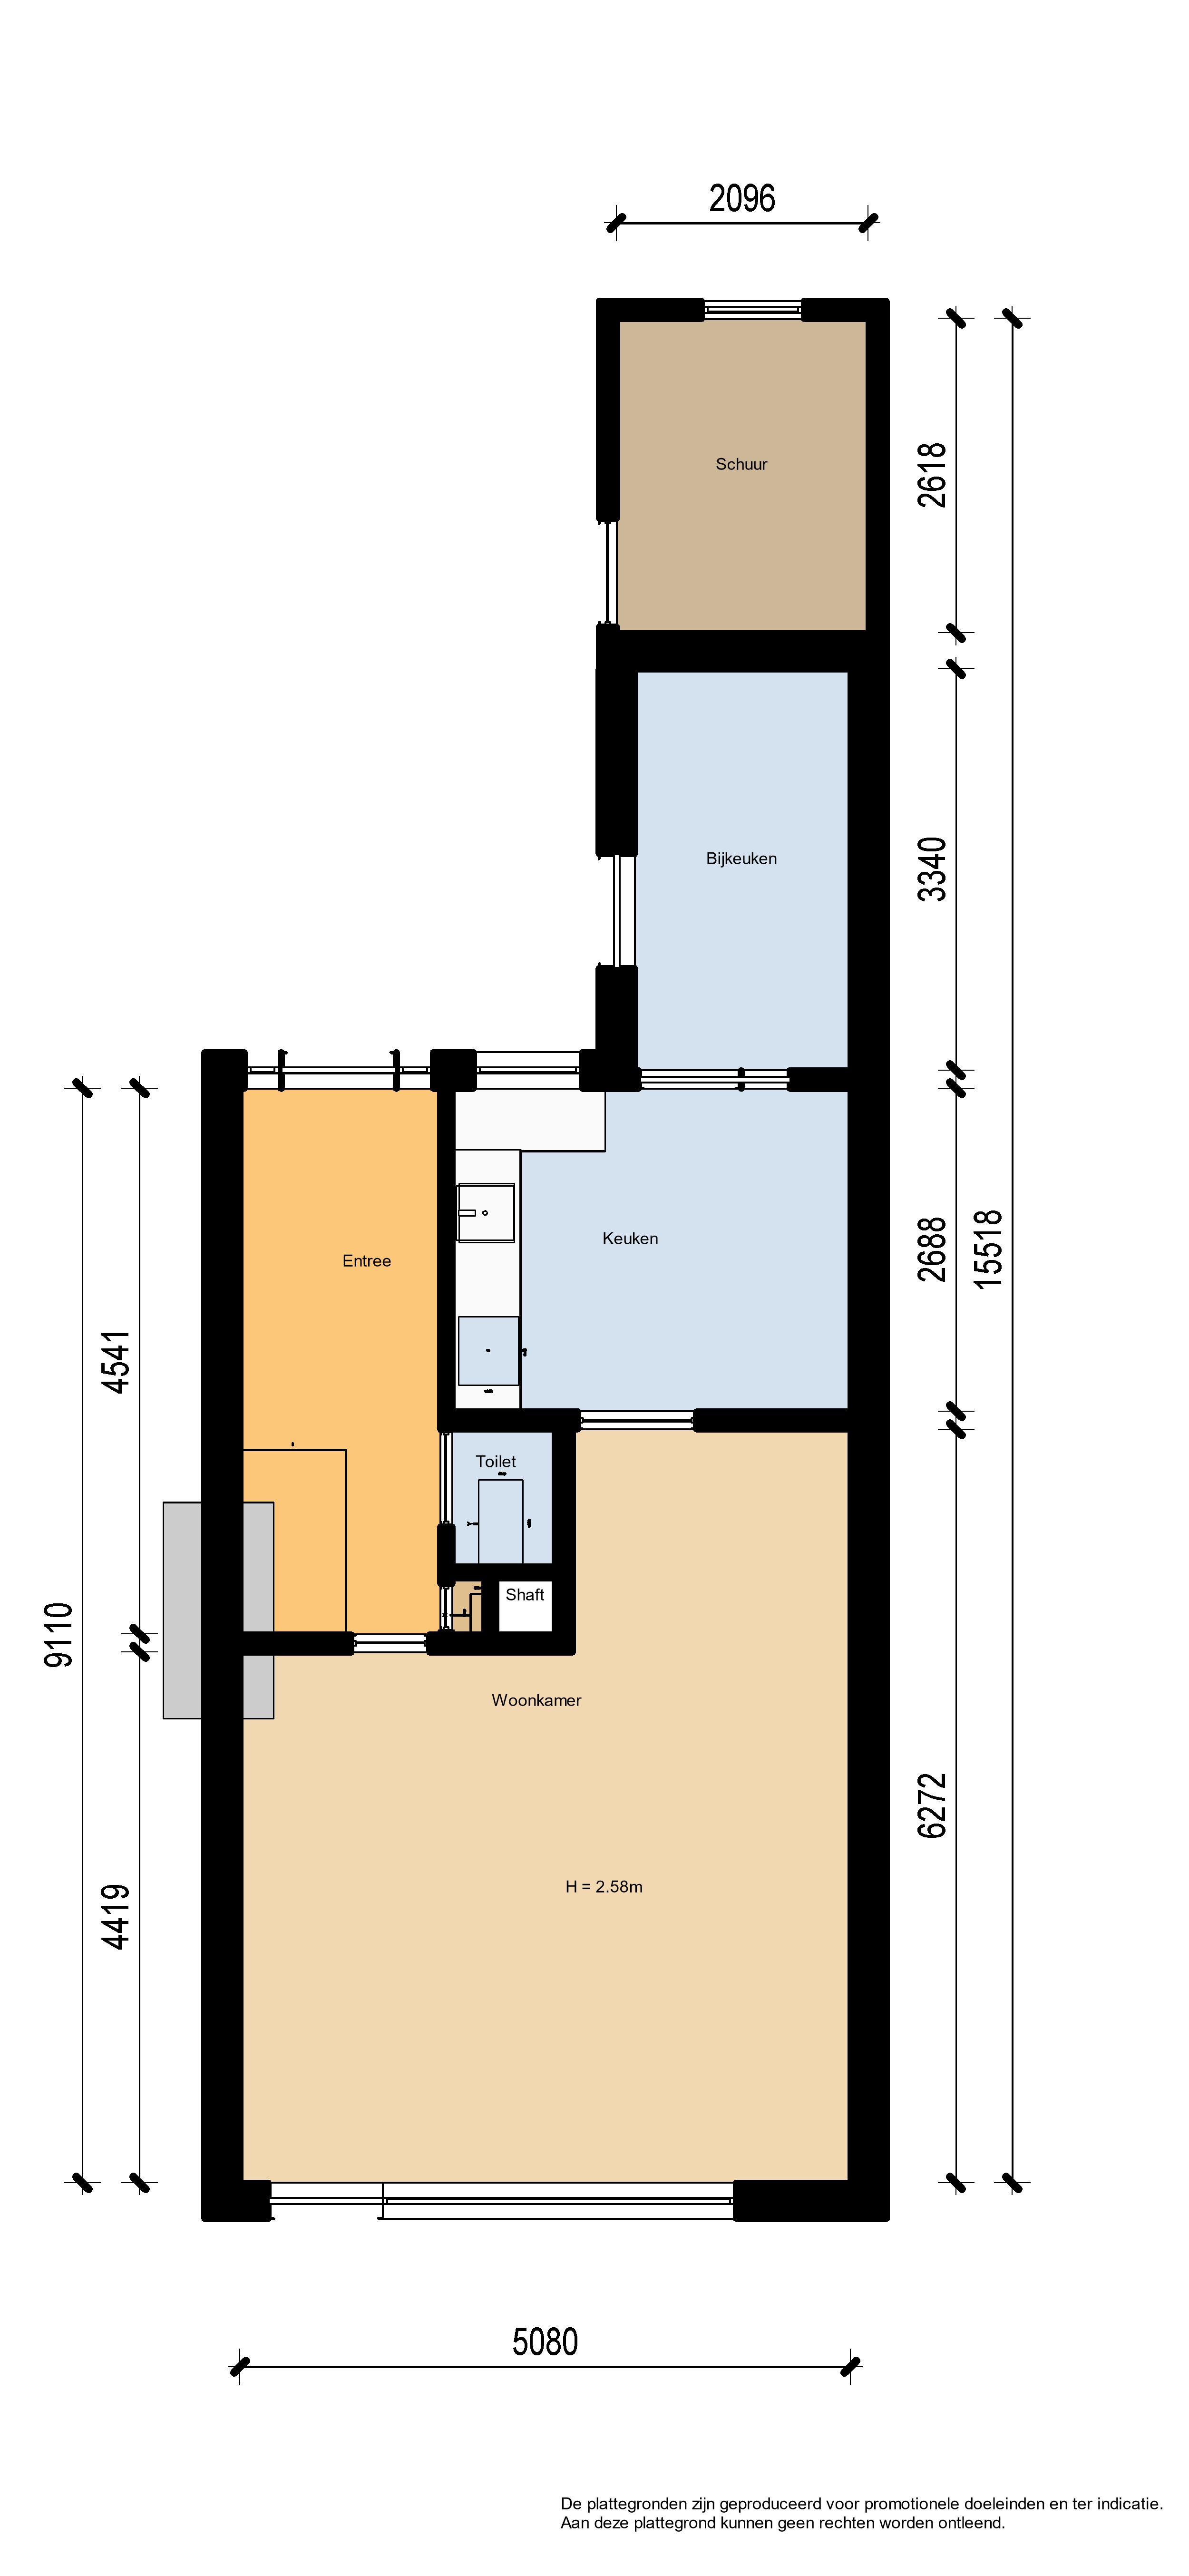 2096
Schuur
2618
Bijkeuken
3340
Keuken
2688
15518
Entree
4541
Toilet
Shaft
9110
Woonkamer
6272
H = 2.58m
4419
5080
De plattegronden zijn geproduceerd voor promotionele doeleinden en ter indicatie.
Aan deze plattegrond kunnen geen rechten worden ontleend.